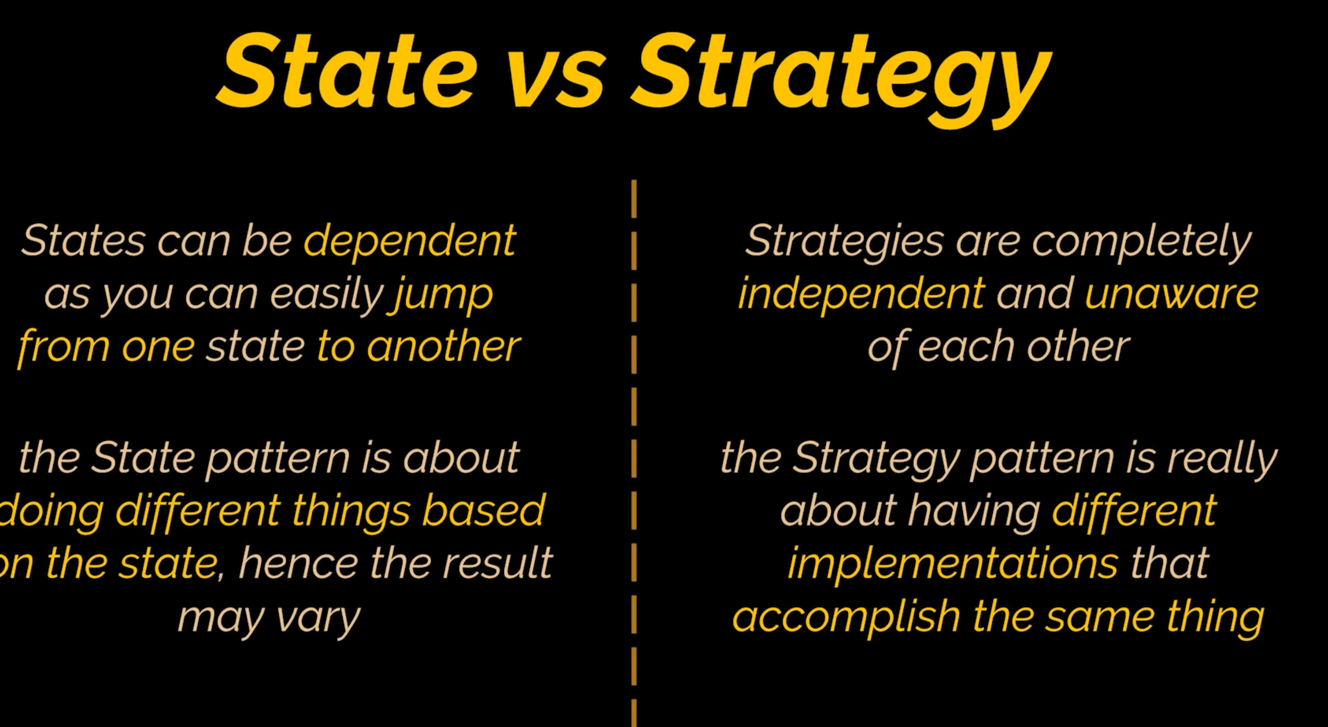 State vs Strategy
States can be dependent
as you can easily jump
from one state to another
the State pattern is about
doing different things based
on the state, hence the result
may vary
Strategies are completely
independent and unaware
of each other
the Strategy pattern is really
about having different
implementations that
accomplish the same thing